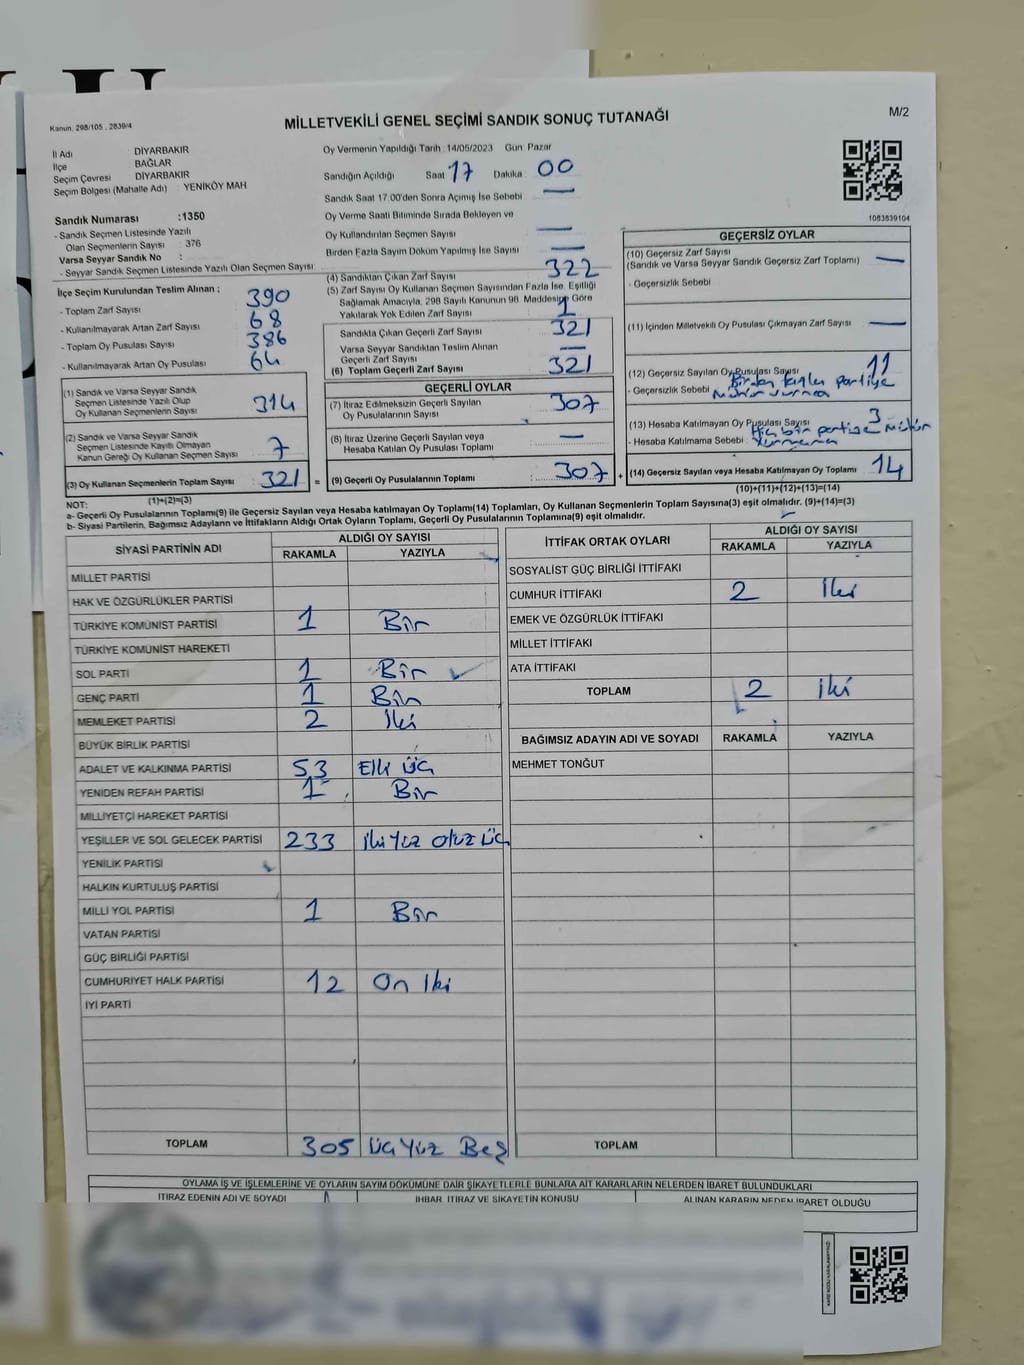 Kanun, 298/105 , 2839/4
MİLLETVEKİLİ GENEL SEÇİMİ SANDIK SONUÇ TUTANAĞI
M/2
İl Adı DİYARBAKIR
İlçe BAĞLAR
Seçim Çevresi DİYARBAKIR
Seçim Bölgesi (Mahalle Adı) YENİKÖY MAH
Sandık Numarası :1350
- Sandık Seçmen Listesinde Yazılı
Olan Seçmenlerin Sayısı : 376
Varsa Seyyar Sandık No :
- Seyyar Sandık Seçmen Listesinde Yazılı Olan Seçmen Sayısı
Oy Vermenin Yapıldığı Tarih : 14/05/2023 Gün Pazar
Sandığın Açıldığı Saat 17 Dakika 00
Sandık Saat 17:00'den Sonra Açımış İse Sebebi —
Oy Verme Saati Bitiminde Sırada Bekleyen ve
Oy Kullandırılan Seçmen Sayısı —
Birden Fazla Sayım Döküm Yapılmış İse Sayısı —
1083539104
İlçe Seçim Kurulundan Teslim Alınan ;
- Toplam Zarf Sayısı 390
- Kullanılmayarak Artan Zarf Sayısı 68
- Toplam Oy Pusulası Sayısı 386
- Kullanılmayarak Artan Oy Pusulası 64
(4) Sandıktan Çıkan Zarf Sayısı 322
(5) Zarf Sayısı Oy Kullanan Seçmen Sayısından Fazla İse, Eşitliği
Sağlamak Amacıyla, 298 Sayılı Kanunun 98. Maddesine Göre
Yakılarak Yok Edilen Zarf Sayısı 1
Sandıkta Çıkan Geçerli Zarf Sayısı 321
Varsa Seyyar Sandıktan Teslim Alınan
Geçerli Zarf Sayısı —
(6) Toplam Geçerli Zarf Sayısı 321
GEÇERSİZ OYLAR
(10) Geçersiz Zarf Sayısı
(Sandık ve Varsa Seyyar Sandık Geçersiz Zarf Toplamı) —
- Geçersizlik Sebebi
(11) İçinden Milletvekili Oy Pusulası Çıkmayan Zarf Sayısı —
(12) Geçersiz Sayılan Oy Pusulası Sayısı 11
- Geçersizlik Sebebi Birden fazla partiye
mühür vurma
(13) Hesaba Katılmayan Oy Pusulası Sayısı 3
- Hesaba Katılmama Sebebi : Hiç bir partiye mühür
vurmama
(14) Geçersiz Sayılan veya Hesaba Katılmayan Oy Toplamı 14
(10)+(11)+(12)+(13)=(14)
(1) Sandık ve Varsa Seyyar Sandık
Seçmen Listesinde Yazılı Olup
Oy Kullanan Seçmenlerin Sayısı 314
(2) Sandık ve Varsa Seyyar Sandık
Seçmen Listesinde Kayıtlı Olmayan
Kanun Gereği Oy Kullanan Seçmen Sayısı 7
(3) Oy Kullanan Seçmenlerin Toplam Sayısı 321 =
(1)+(2)=(3)
GEÇERLİ OYLAR
(7) İtiraz Edilmeksizin Geçerli Sayılan
Oy Pusulalarının Sayısı 307
(8) İtiraz Üzerine Geçerli Sayılan veya
Hesaba Katılan Oy Pusulası Toplamı —
(9) Geçerli Oy Pusulalarının Toplamı 307 +
NOT:
a- Geçerli Oy Pusulalarının Toplamı(9) ile Geçersiz Sayılan veya Hesaba katılmayan Oy Toplamı(14) Toplamları, Oy Kullanan Seçmenlerin Toplam Sayısına(3) eşit olmalıdır. (9)+(14)=(3)
b- Siyasi Partilerin, Bağımsız Adayların ve İttifakların Aldığı Ortak Oyların Toplamı, Geçerli Oy Pusulalarının Toplamına(9) eşit olmalıdır.
SİYASİ PARTİNİN ADI ALDIĞI OY SAYISI
RAKAMLA YAZIYLA
MİLLET PARTİSİ
HAK VE ÖZGÜRLÜKLER PARTİSİ
TÜRKİYE KOMÜNİST PARTİSİ 1 Bir
TÜRKİYE KOMÜNİST HAREKETİ
SOL PARTİ 1 Bir
GENÇ PARTİ 1 Bir
MEMLEKET PARTİSİ 2 İki
BÜYÜK BİRLİK PARTİSİ
ADALET VE KALKINMA PARTİSİ 53 Elli üç
YENİDEN REFAH PARTİSİ 1 Bir
MİLLİYETÇİ HAREKET PARTİSİ
YEŞİLLER VE SOL GELECEK PARTİSİ 233 İki Yüz otuz üç
YENİLİK PARTİSİ
HALKIN KURTULUŞ PARTİSİ
MİLLİ YOL PARTİSİ 1 Bir
VATAN PARTİSİ
GÜÇ BİRLİĞİ PARTİSİ
CUMHURİYET HALK PARTİSİ 12 On iki
İYİ PARTİ
TOPLAM 305 üç Yüz Beş
İTTİFAK ORTAK OYLARI ALDIĞI OY SAYISI
RAKAMLA YAZIYLA
SOSYALİST GÜÇ BİRLİĞİ İTTİFAKI
CUMHUR İTTİFAKI 2 İki
EMEK VE ÖZGÜRLÜK İTTİFAKI
MİLLET İTTİFAKI
ATA İTTİFAKI
TOPLAM 2 iki
BAĞIMSIZ ADAYIN ADI VE SOYADI RAKAMLA YAZIYLA
MEHMET TONĞUT
TOPLAM
OYLAMA İŞ VE İŞLEMLERİNE VE OYLARIN SAYIM DÖKÜMÜNE DAİR ŞİKAYETLERLE BUNLARA AİT KARARLARIN NELERDEN İBARET BULUNDUKLARI
İTİRAZ EDENİN ADI VE SOYADI İHBAR, İTİRAZ VE ŞİKAYETİN KONUSU ALINAN KARARIN NEDEN İBARET OLDUĞU